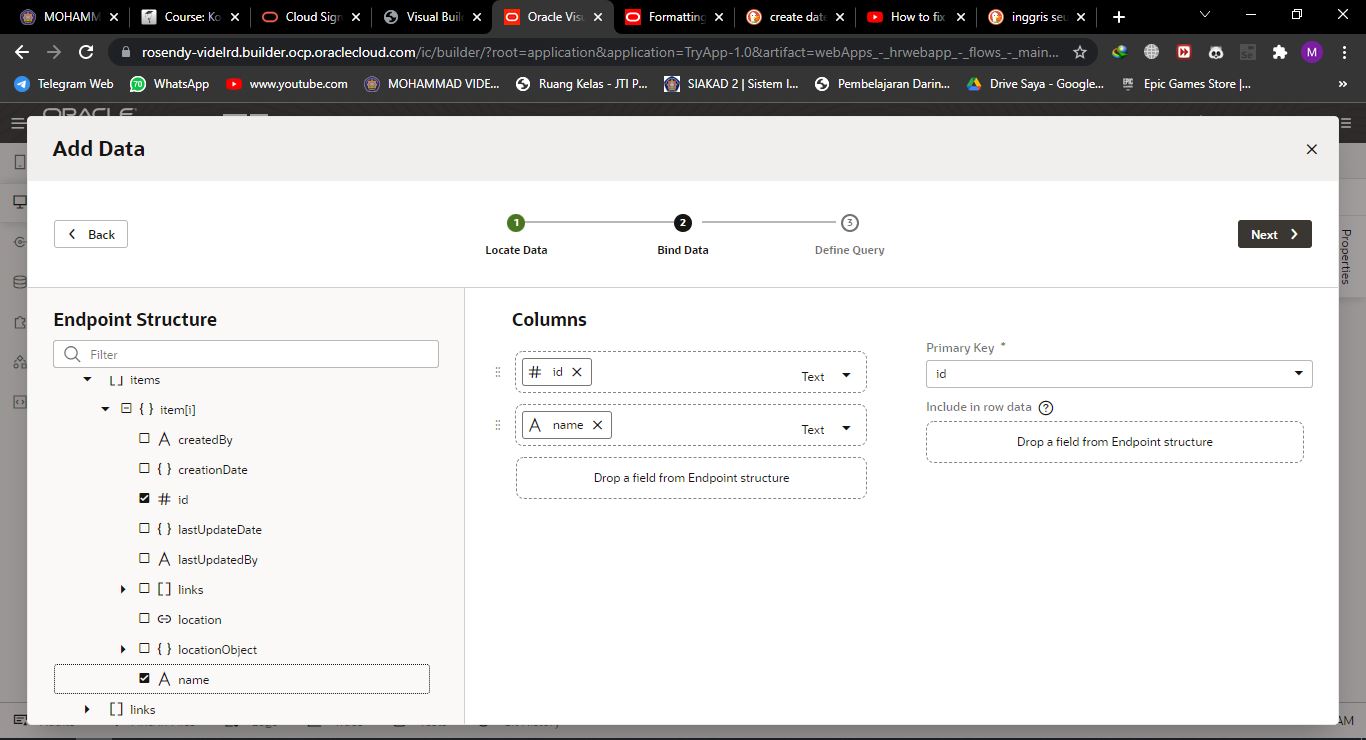 MOHAMM
Course: Ko
Cloud Sign
Visual Buil
Oracle Visu
Formatting
create date
How to fix
inggris seu
rosendy-videlrd.builder.ocp.oraclecloud.com/ic/builder/?root=application&application=TryApp-1.0&artifact=webApps_-_hrwebapp_-_flows_-_main...
M
Telegram Web
70
WhatsApp
www.youtube.com
MOHAMMAD VIDE...
Ruang Kelas - JTI P...
SIAKAD 2 | Sistem I...
Pembelajaran Darin...
Drive Saya - Google...
Epic Games Store |...
»
ORACLE
Add Data
Back
1
2
3
Locate Data
Bind Data
Define Query
Next
Properties
Endpoint Structure
Filter
[ ] items
{ } item[i]
A createdBy
{ } creationDate
# id
{ } lastUpdateDate
A lastUpdatedBy
[ ] links
location
{ } locationObject
A name
[ ] links
Columns
# id
Text
A name
Text
Drop a field from Endpoint structure
Primary Key *
id
Include in row data ?
Drop a field from Endpoint structure
AM